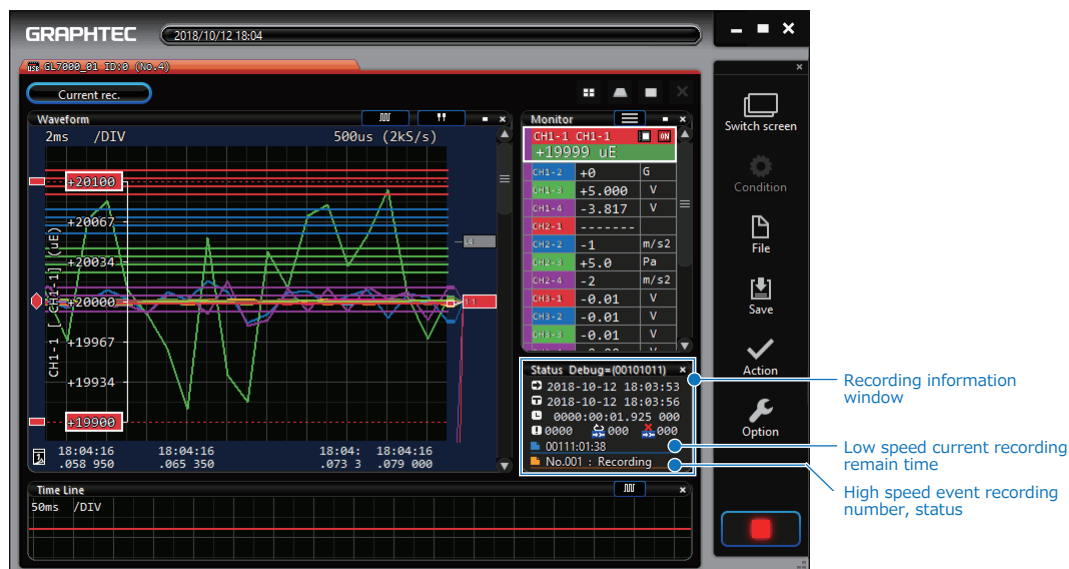 GRAPHTEC
2018/10/12 18:04
USB GL7000_01 ID:0 (No.4)
Current rec.
Waveform
2ms /DIV
500us (2kS/s)
+20100
+20067
+20034
+20000
+19967
+19934
+19900
CH1-1 [ CH1-1] (uE)
18:04:16 18:04:16 18:04: 18:04:16
.058 950 .065 350 .073 3 .079 000
Monitor
CH1-1 CH1-1 ON
+19999 uE
CH1-2 +0 G
CH1-3 +5.000 V
CH1-4 -3.817 V
CH2-1 -------
CH2-2 -1 m/s2
CH2-3 +5.0 Pa
CH2-4 -2 m/s2
CH3-1 -0.01 V
CH3-2 -0.01 V
CH3-3 -0.01 V
Status Debug=(00101011)
2018-10-12 18:03:53
2018-10-12 18:03:56
0000:00:01.925 000
0000 000 000
00111:01:38
No.001 : Recording
Time Line
50ms /DIV
Switch screen
Condition
File
Save
Action
Option
Recording information
window
Low speed current recording
remain time
High speed event recording
number, status